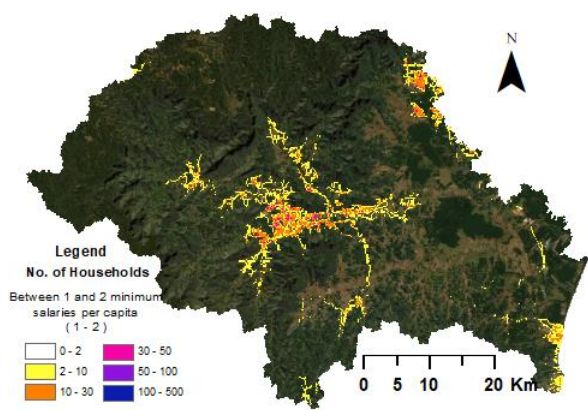 N
Legend
No. of Households
Between 1 and 2 minimum
salaries per capita
( 1 - 2 )
0 - 2
30 - 50
2 - 10
50 - 100
10 - 30
100 - 500
0 5 10 20 Km